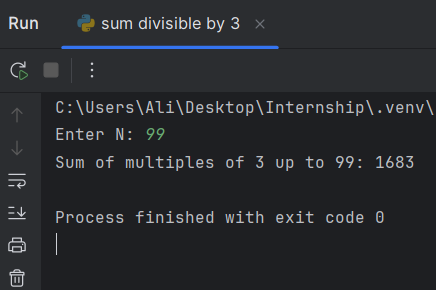 Run
sum divisible by 3
C:\Users\Ali\Desktop\Internship\.venv\
Enter N: 99
Sum of multiples of 3 up to 99: 1683
Process finished with exit code 0